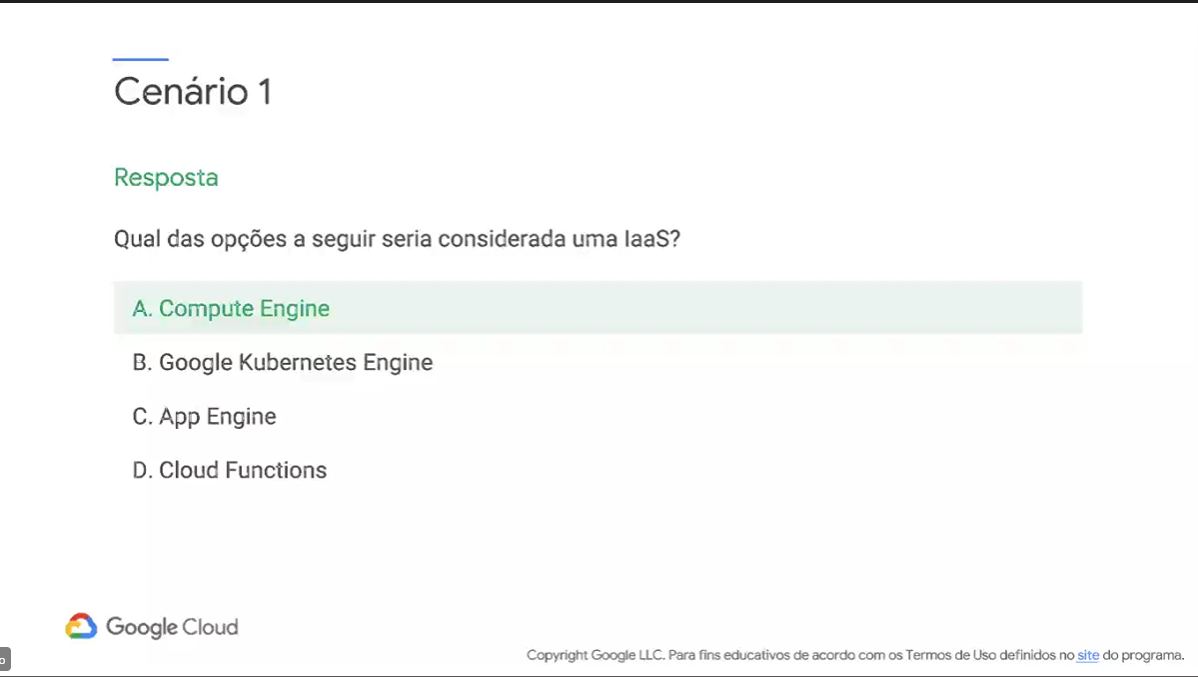 Cenário 1
Resposta
Qual das opções a seguir seria considerada uma IaaS?
A. Compute Engine
B. Google Kubernetes Engine
C. App Engine
D. Cloud Functions
Google Cloud
o
Copyright Google LLC. Para fins educativos de acordo com os Termos de Uso definidos no site do programa.